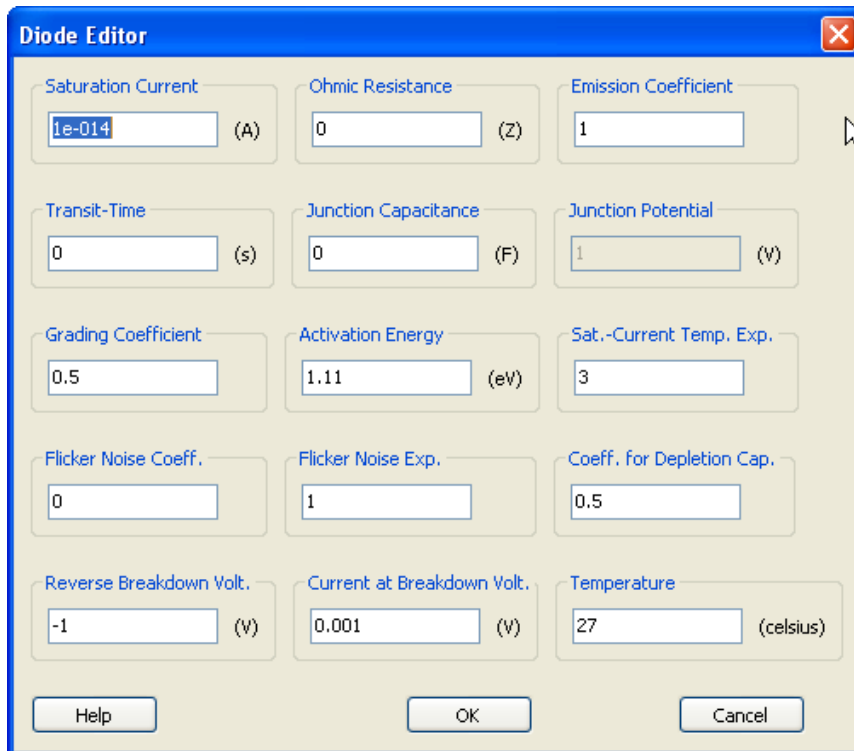 Diode Editor
Saturation Current Ohmic Resistance Emission Coefficient
1e-014 (A) 0 (Z) 1
Transit-Time Junction Capacitance Junction Potential
0 (s) 0 (F) 1 (V)
Grading Coefficient Activation Energy Sat.-Current Temp. Exp.
0.5 1.11 (eV) 3
Flicker Noise Coeff. Flicker Noise Exp. Coeff. for Depletion Cap.
0 1 0.5
Reverse Breakdown Volt. Current at Breakdown Volt. Temperature
-1 (V) 0.001 (V) 27 (celsius)
Help OK Cancel